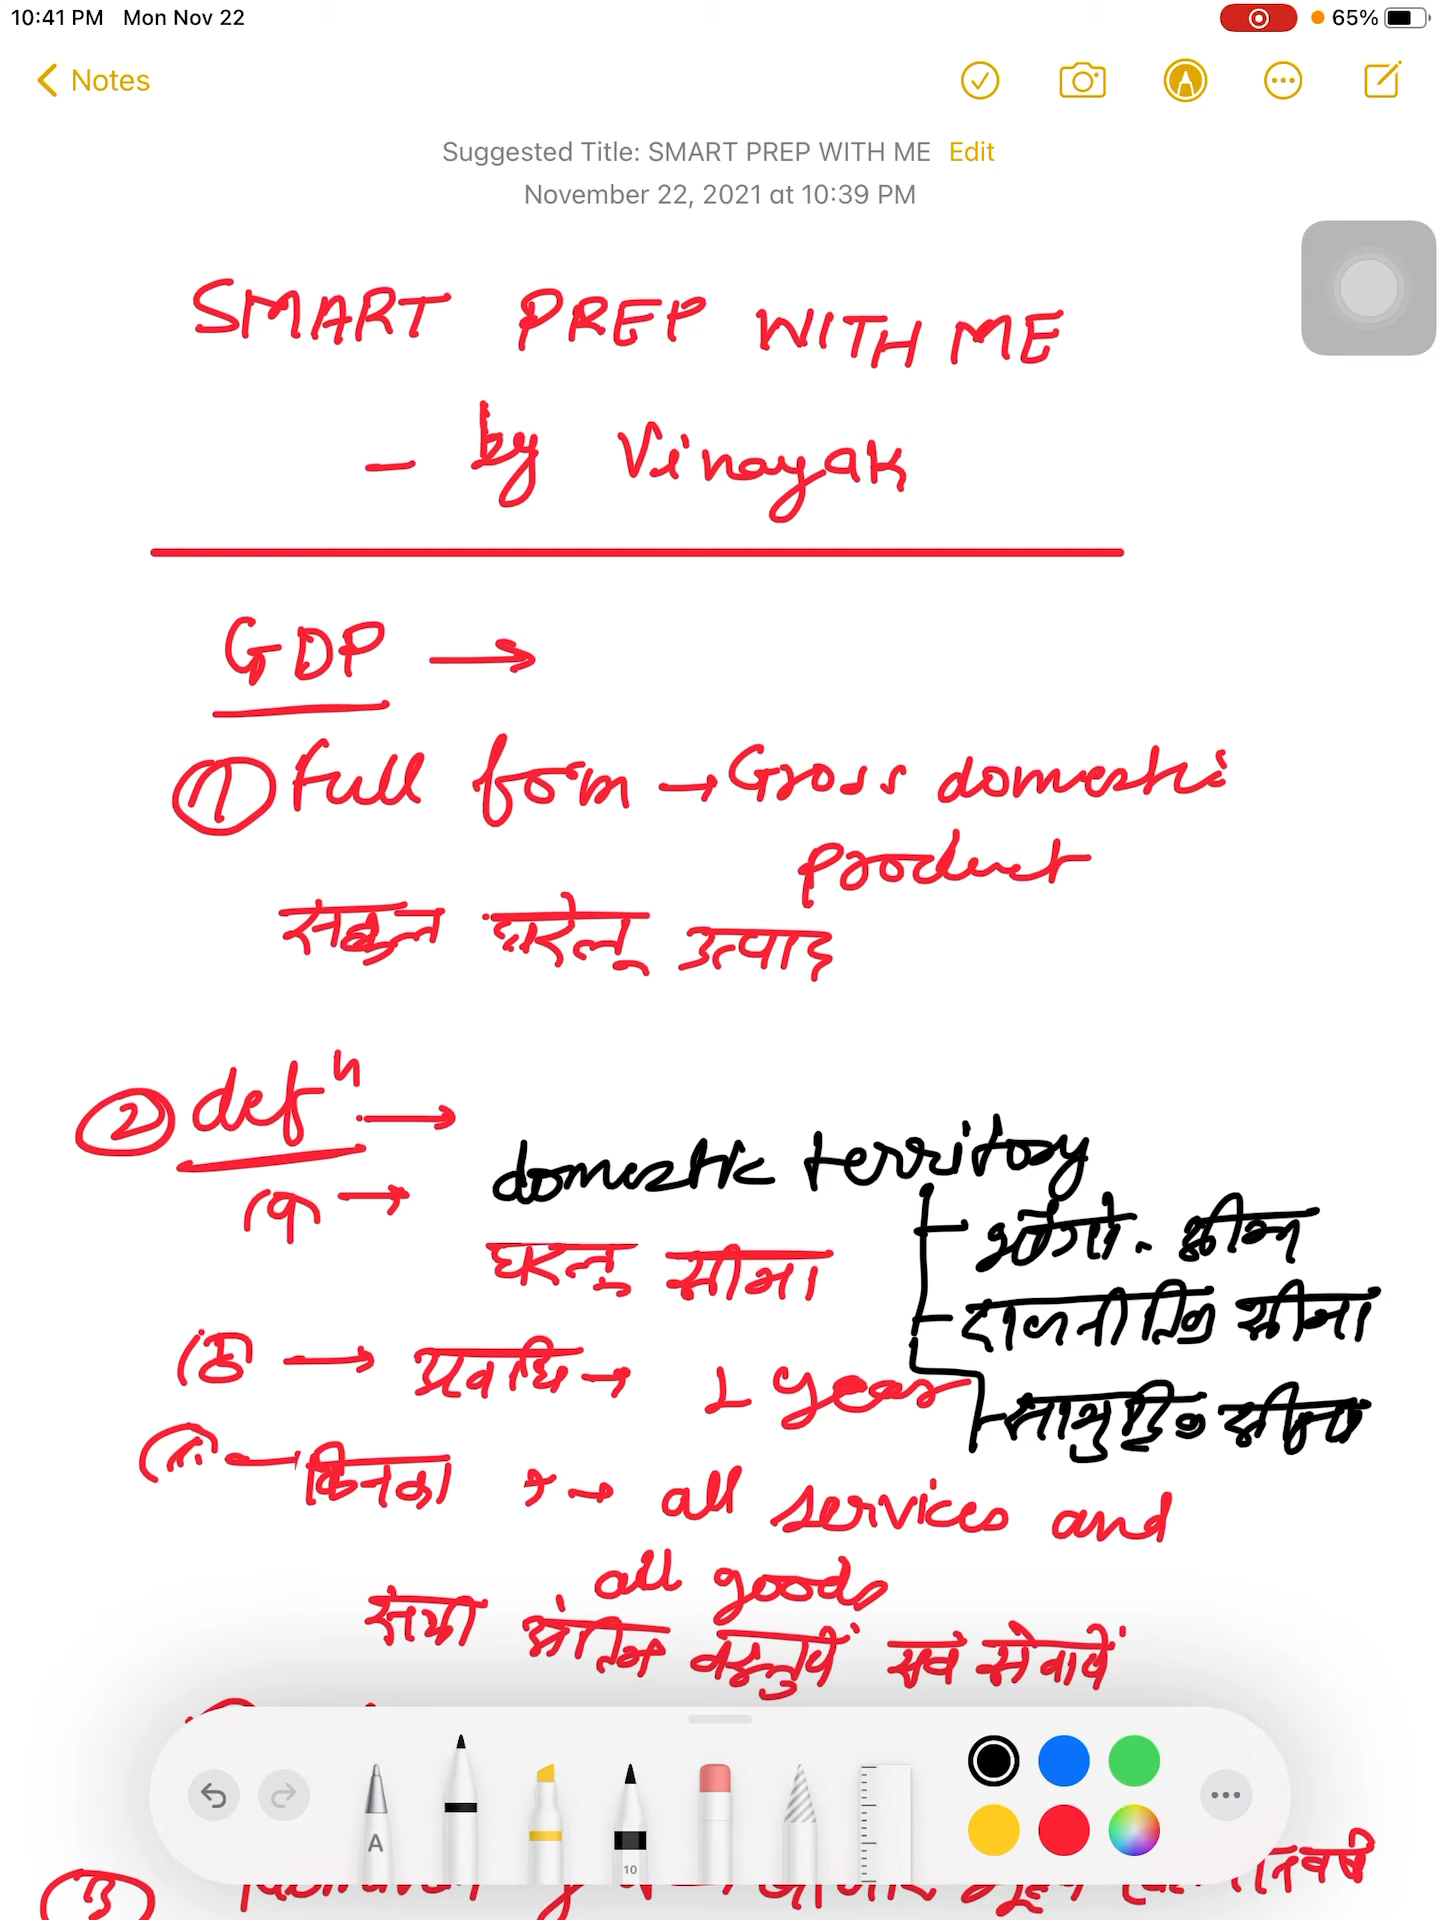 10:41 PM Mon Nov 22
65%
Notes
Suggested Title: SMART PREP WITH ME Edit
November 22, 2021 at 10:39 PM
SMART PREP WITH ME
- by Vinayak
GDP →
① Full form → Gross domestic
product
सकल घरेलू उत्पाद
② defⁿ →
→ domestic territory
घरेलू सीमा
राजनीतिक सीमा
→ → 1 year
सामुद्रिक सीमा
→ all services and
all goods
सभी अंतिम वस्तुयें एवं सेवायें
A
10
③